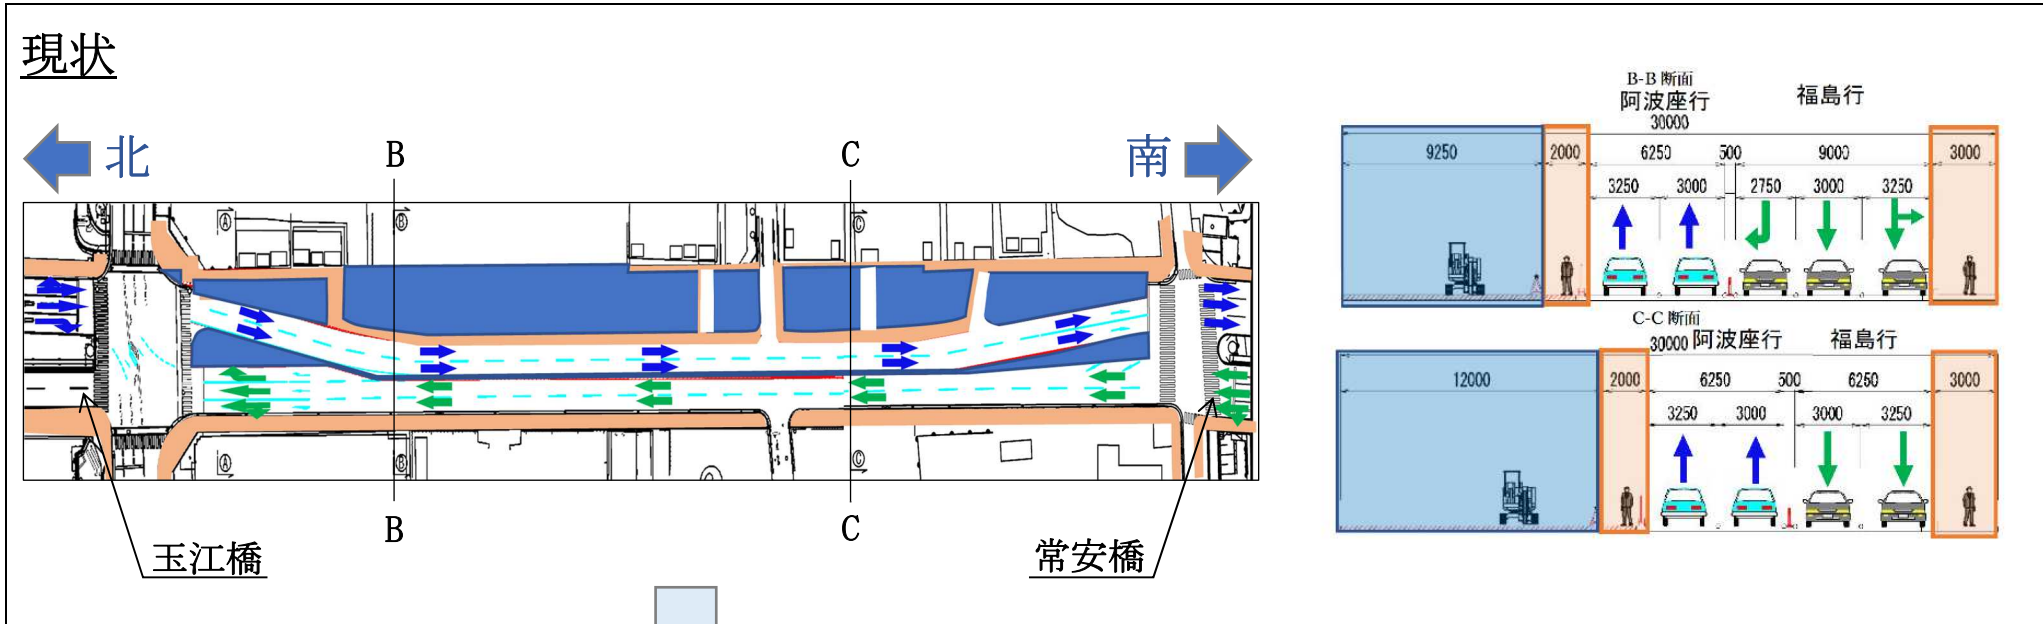 現状
北
B
C
南
Ⓐ
Ⓑ
Ⓒ
Ⓐ
Ⓑ
Ⓒ
B
C
玉江橋
常安橋
B-B 断面
阿波座行 福島行
30000
9250 2000 6250 500 9000 3000
3250 3000 2750 3000 3250
C-C 断面
30000 阿波座行 福島行
12000 2000 6250 500 6250 3000
3250 3000 3000 3250